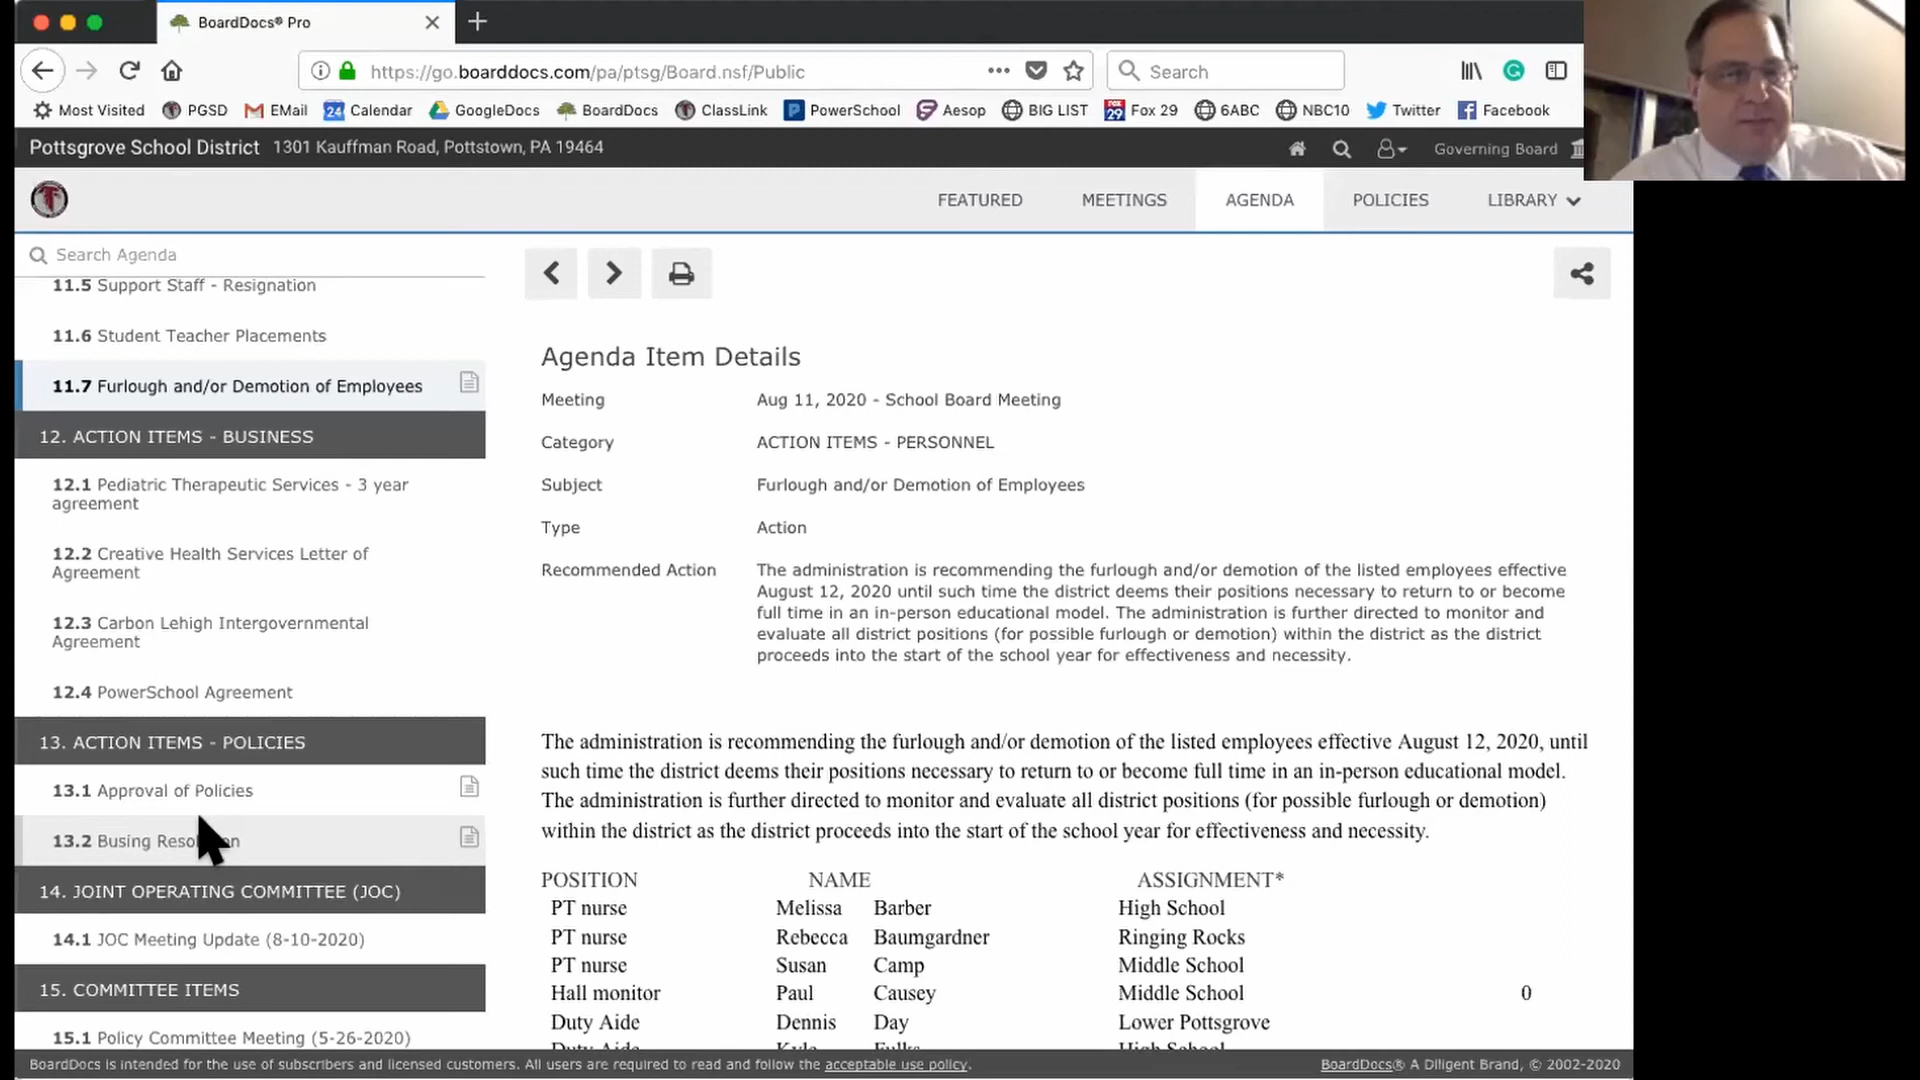 BoardDocs® Pro
https://go.boarddocs.com/pa/ptsg/Board.nsf/Public
Search
Most Visited PGSD EMail 24 Calendar GoogleDocs BoardDocs ClassLink PowerSchool Aesop BIG LIST FOX 29 Fox 29 6ABC NBC10 Twitter Facebook
Pottsgrove School District 1301 Kauffman Road, Pottstown, PA 19464
Governing Board
FEATURED MEETINGS AGENDA POLICIES LIBRARY
Search Agenda
11.5 Support Staff - Resignation
11.6 Student Teacher Placements
11.7 Furlough and/or Demotion of Employees
12. ACTION ITEMS - BUSINESS
12.1 Pediatric Therapeutic Services - 3 year
agreement
12.2 Creative Health Services Letter of
Agreement
12.3 Carbon Lehigh Intergovernmental
Agreement
12.4 PowerSchool Agreement
13. ACTION ITEMS - POLICIES
13.1 Approval of Policies
13.2 Busing
14. JOINT OPERATING COMMITTEE (JOC)
14.1 JOC Meeting Update (8-10-2020)
15. COMMITTEE ITEMS
15.1 Policy Committee Meeting (5-26-2020)
Agenda Item Details
Meeting Aug 11, 2020 - School Board Meeting
Category ACTION ITEMS - PERSONNEL
Subject Furlough and/or Demotion of Employees
Type Action
Recommended Action The administration is recommending the furlough and/or demotion of the listed employees effective
August 12, 2020 until such time the district deems their positions necessary to return to or become
full time in an in-person educational model. The administration is further directed to monitor and
evaluate all district positions (for possible furlough or demotion) within the district as the district
proceeds into the start of the school year for effectiveness and necessity.
The administration is recommending the furlough and/or demotion of the listed employees effective August 12, 2020, until
such time the district deems their positions necessary to return to or become full time in an in-person educational model.
The administration is further directed to monitor and evaluate all district positions (for possible furlough or demotion)
within the district as the district proceeds into the start of the school year for effectiveness and necessity.
POSITION NAME ASSIGNMENT*
PT nurse Melissa Barber High School
PT nurse Rebecca Baumgardner Ringing Rocks
PT nurse Susan Camp Middle School
Hall monitor Paul Causey Middle School 0
Duty Aide Dennis Day Lower Pottsgrove
Duty Aide High School
BoardDocs is intended for the use of subscribers and licensed customers. All users are required to read and follow the acceptable use policy.
BoardDocs® A Diligent Brand, © 2002-2020